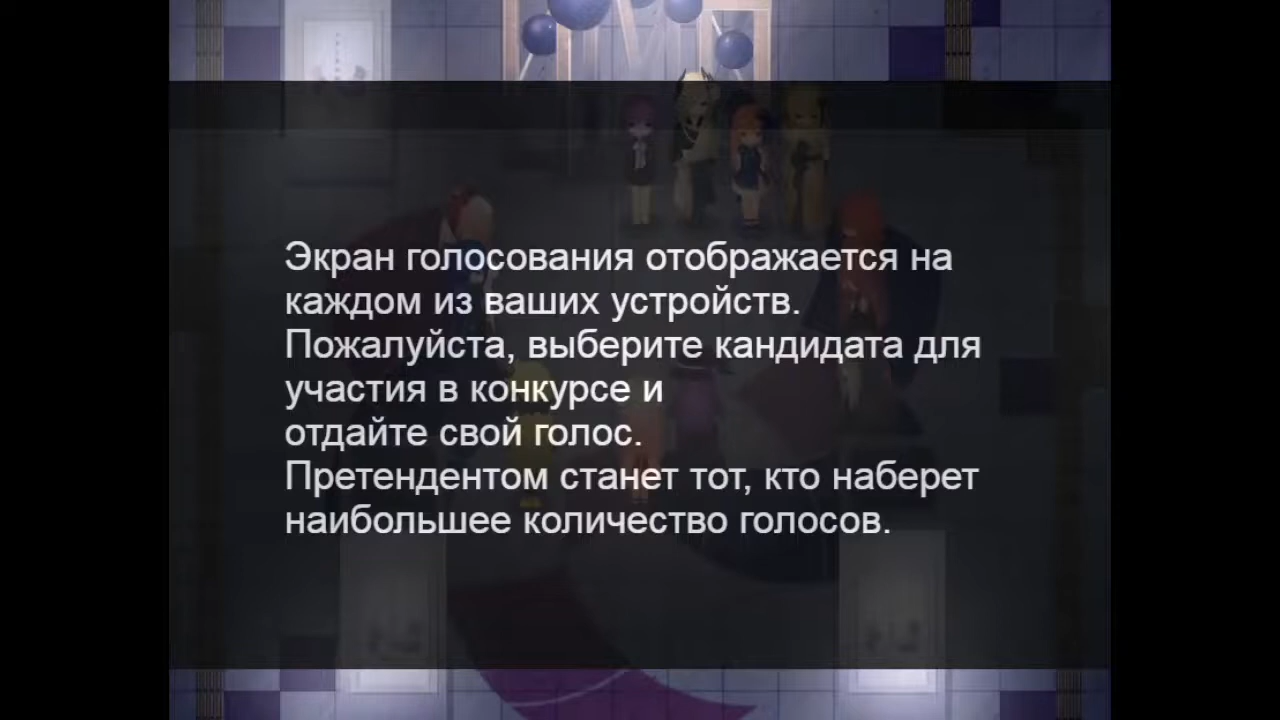 Экран голосования отображается на
каждом из ваших устройств.
Пожалуйста, выберите кандидата для
участия в конкурсе и
отдайте свой голос.
Претендентом станет тот, кто наберет
наибольшее количество голосов.